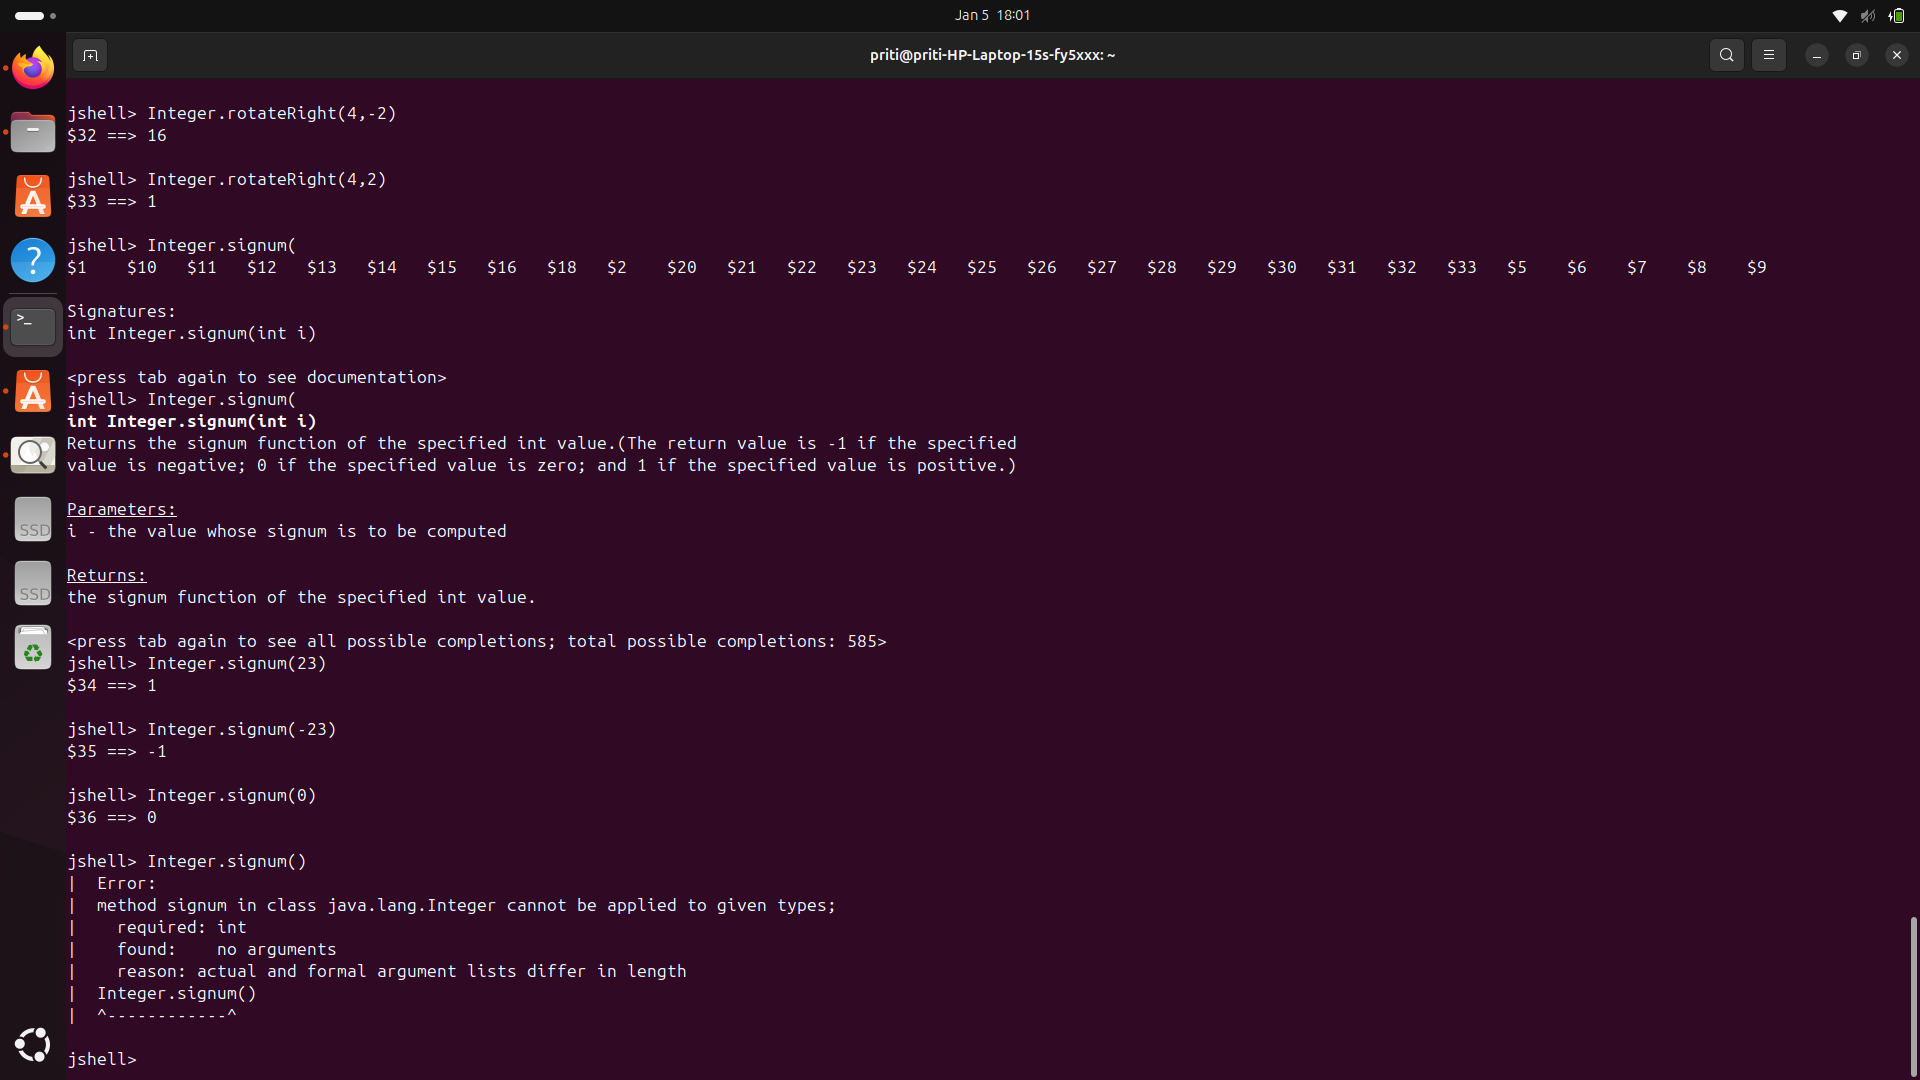 Jan 5 18:01
priti@priti-HP-Laptop-15s-fy5xxx: ~
jshell> Integer.rotateRight(4,-2)
$32 ==> 16
jshell> Integer.rotateRight(4,2)
$33 ==> 1
jshell> Integer.signum(
$1 $10 $11 $12 $13 $14 $15 $16 $18 $2 $20 $21 $22 $23 $24 $25 $26 $27 $28 $29 $30 $31 $32 $33 $5 $6 $7 $8 $9
Signatures:
int Integer.signum(int i)
<press tab again to see documentation>
jshell> Integer.signum(
int Integer.signum(int i)
Returns the signum function of the specified int value.(The return value is -1 if the specified
value is negative; 0 if the specified value is zero; and 1 if the specified value is positive.)
Parameters:
i - the value whose signum is to be computed
Returns:
the signum function of the specified int value.
<press tab again to see all possible completions; total possible completions: 585>
jshell> Integer.signum(23)
$34 ==> 1
jshell> Integer.signum(-23)
$35 ==> -1
jshell> Integer.signum(0)
$36 ==> 0
jshell> Integer.signum()
|  Error:
|  method signum in class java.lang.Integer cannot be applied to given types;
|    required: int
|    found:    no arguments
|    reason: actual and formal argument lists differ in length
|  Integer.signum()
|  ^------------^
jshell>
SSD
SSD